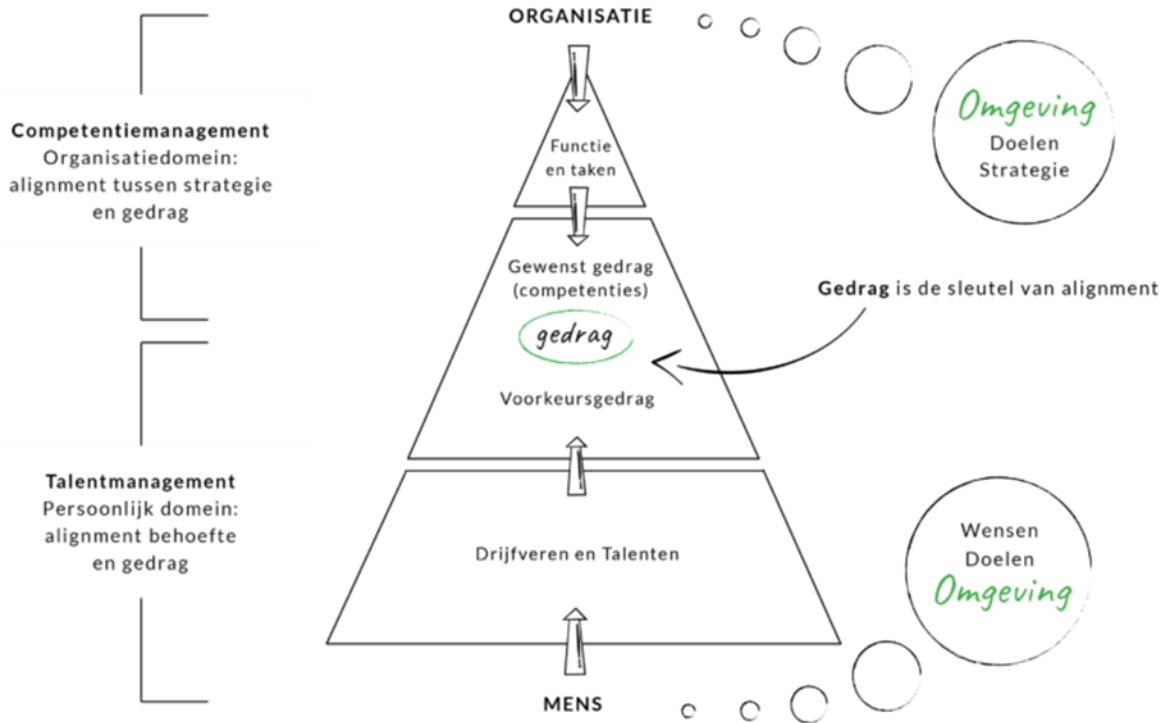 ORGANISATIE
Competentiemanagement
Organisatiedomein:
alignment tussen strategie
en gedrag
Functie
en taken
Omgeving
Doelen
Strategie
Gewenst gedrag
(competenties)
gedrag
Voorkeursgedrag
Gedrag is de sleutel van alignment
Talentmanagement
Persoonlijk domein:
alignment behoefte
en gedrag
Drijfveren en Talenten
Wensen
Doelen
Omgeving
MENS